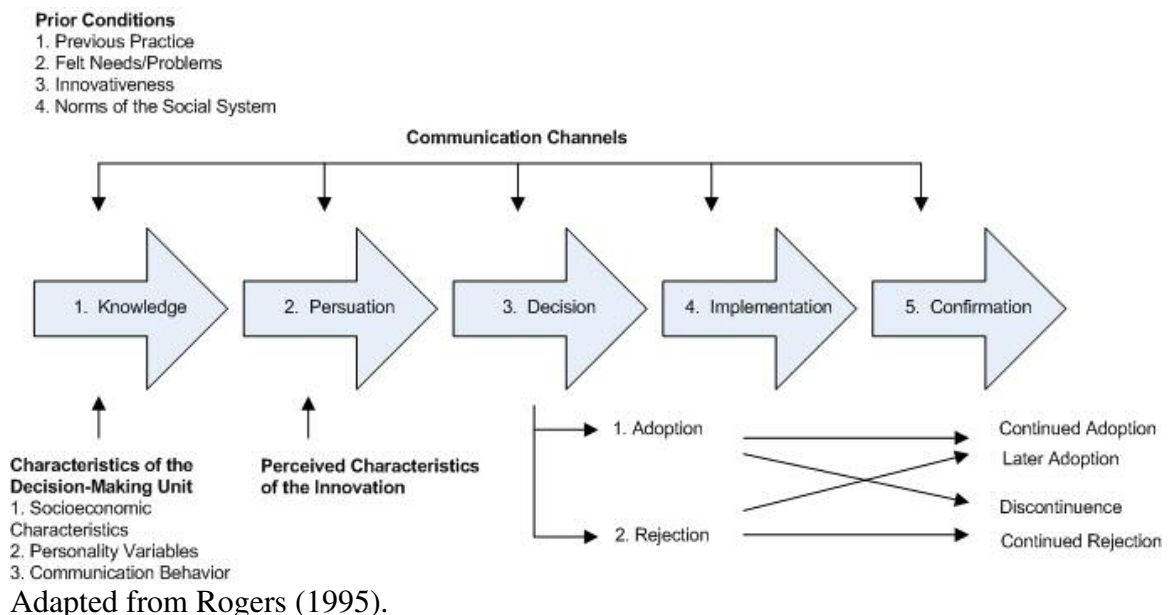 Prior Conditions
1. Previous Practice
2. Felt Needs/Problems
3. Innovativeness
4. Norms of the Social System
Communication Channels
1. Knowledge
2. Persuation
3. Decision
4. Implementation
5. Confirmation
Characteristics of the
Decision-Making Unit
1. Socioeconomic
Characteristics
2. Personality Variables
3. Communication Behavior
Perceived Characteristics
of the Innovation
1. Adoption
2. Rejection
Continued Adoption
Later Adoption
Discontinuence
Continued Rejection
Adapted from Rogers (1995).